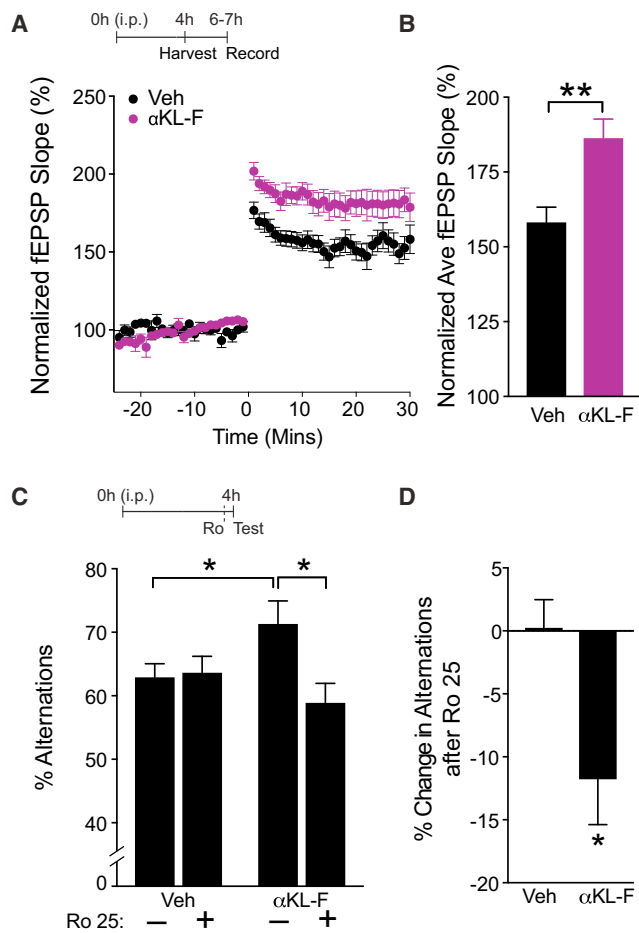 A
0h (i.p.) 4h 6-7h
Harvest Record
Veh
αKL-F
Normalized fEPSP Slope (%)
250
200
150
100
-20 -10 0 10 20 30
Time (Mins)
B
**
Normalized Ave fEPSP Slope (%)
200
175
150
125
100
Veh αKL-F
C
0h (i.p.) 4h
Ro Test
* *
% Alternations
80
70
60
50
40
0
Veh αKL-F
Ro 25: – + – +
D
% Change in Alternations
after Ro 25
5
0
-5
-10
-15
-20
*
Veh αKL-F